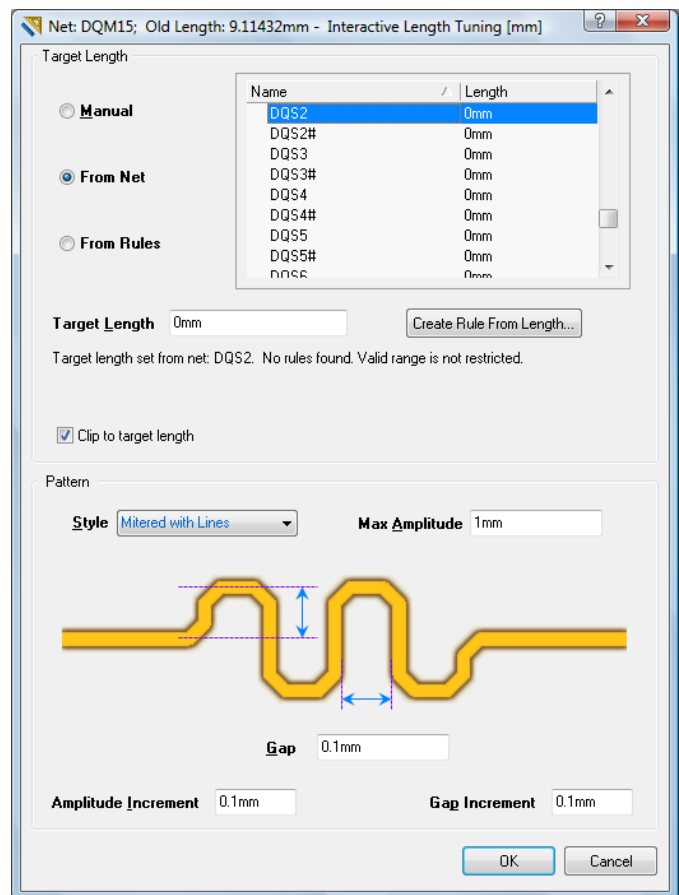 Net: DQM15; Old Length: 9.11432mm - Interactive Length Tuning [mm]
Target Length
Name Length
DQS2 0mm
DQS2# 0mm
DQS3 0mm
DQS3# 0mm
DQS4 0mm
DQS4# 0mm
DQS5 0mm
DQS5# 0mm
DQS6 0mm
Manual
From Net
From Rules
Target Length 0mm Create Rule From Length...
Target length set from net: DQS2. No rules found. Valid range is not restricted.
Clip to target length
Pattern
Style Mitered with Lines Max Amplitude 1mm
Gap 0.1mm
Amplitude Increment 0.1mm Gap Increment 0.1mm
OK Cancel